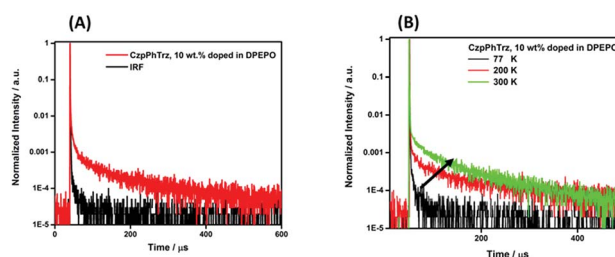 (A)
CzpPhTrz, 10 wt.% doped in DPEPO
IRF
Normalized Intensity / a.u.
1
0.1
0.01
0.001
1E-4
1E-5
0 200 400 600
Time / μs
(B)
CzpPhTrz, 10 wt% doped in DPEPO
77 K
200 K
300 K
Normalized Intensity / a.u.
1
0.1
0.01
0.001
1E-4
1E-5
200 400
Time / μs